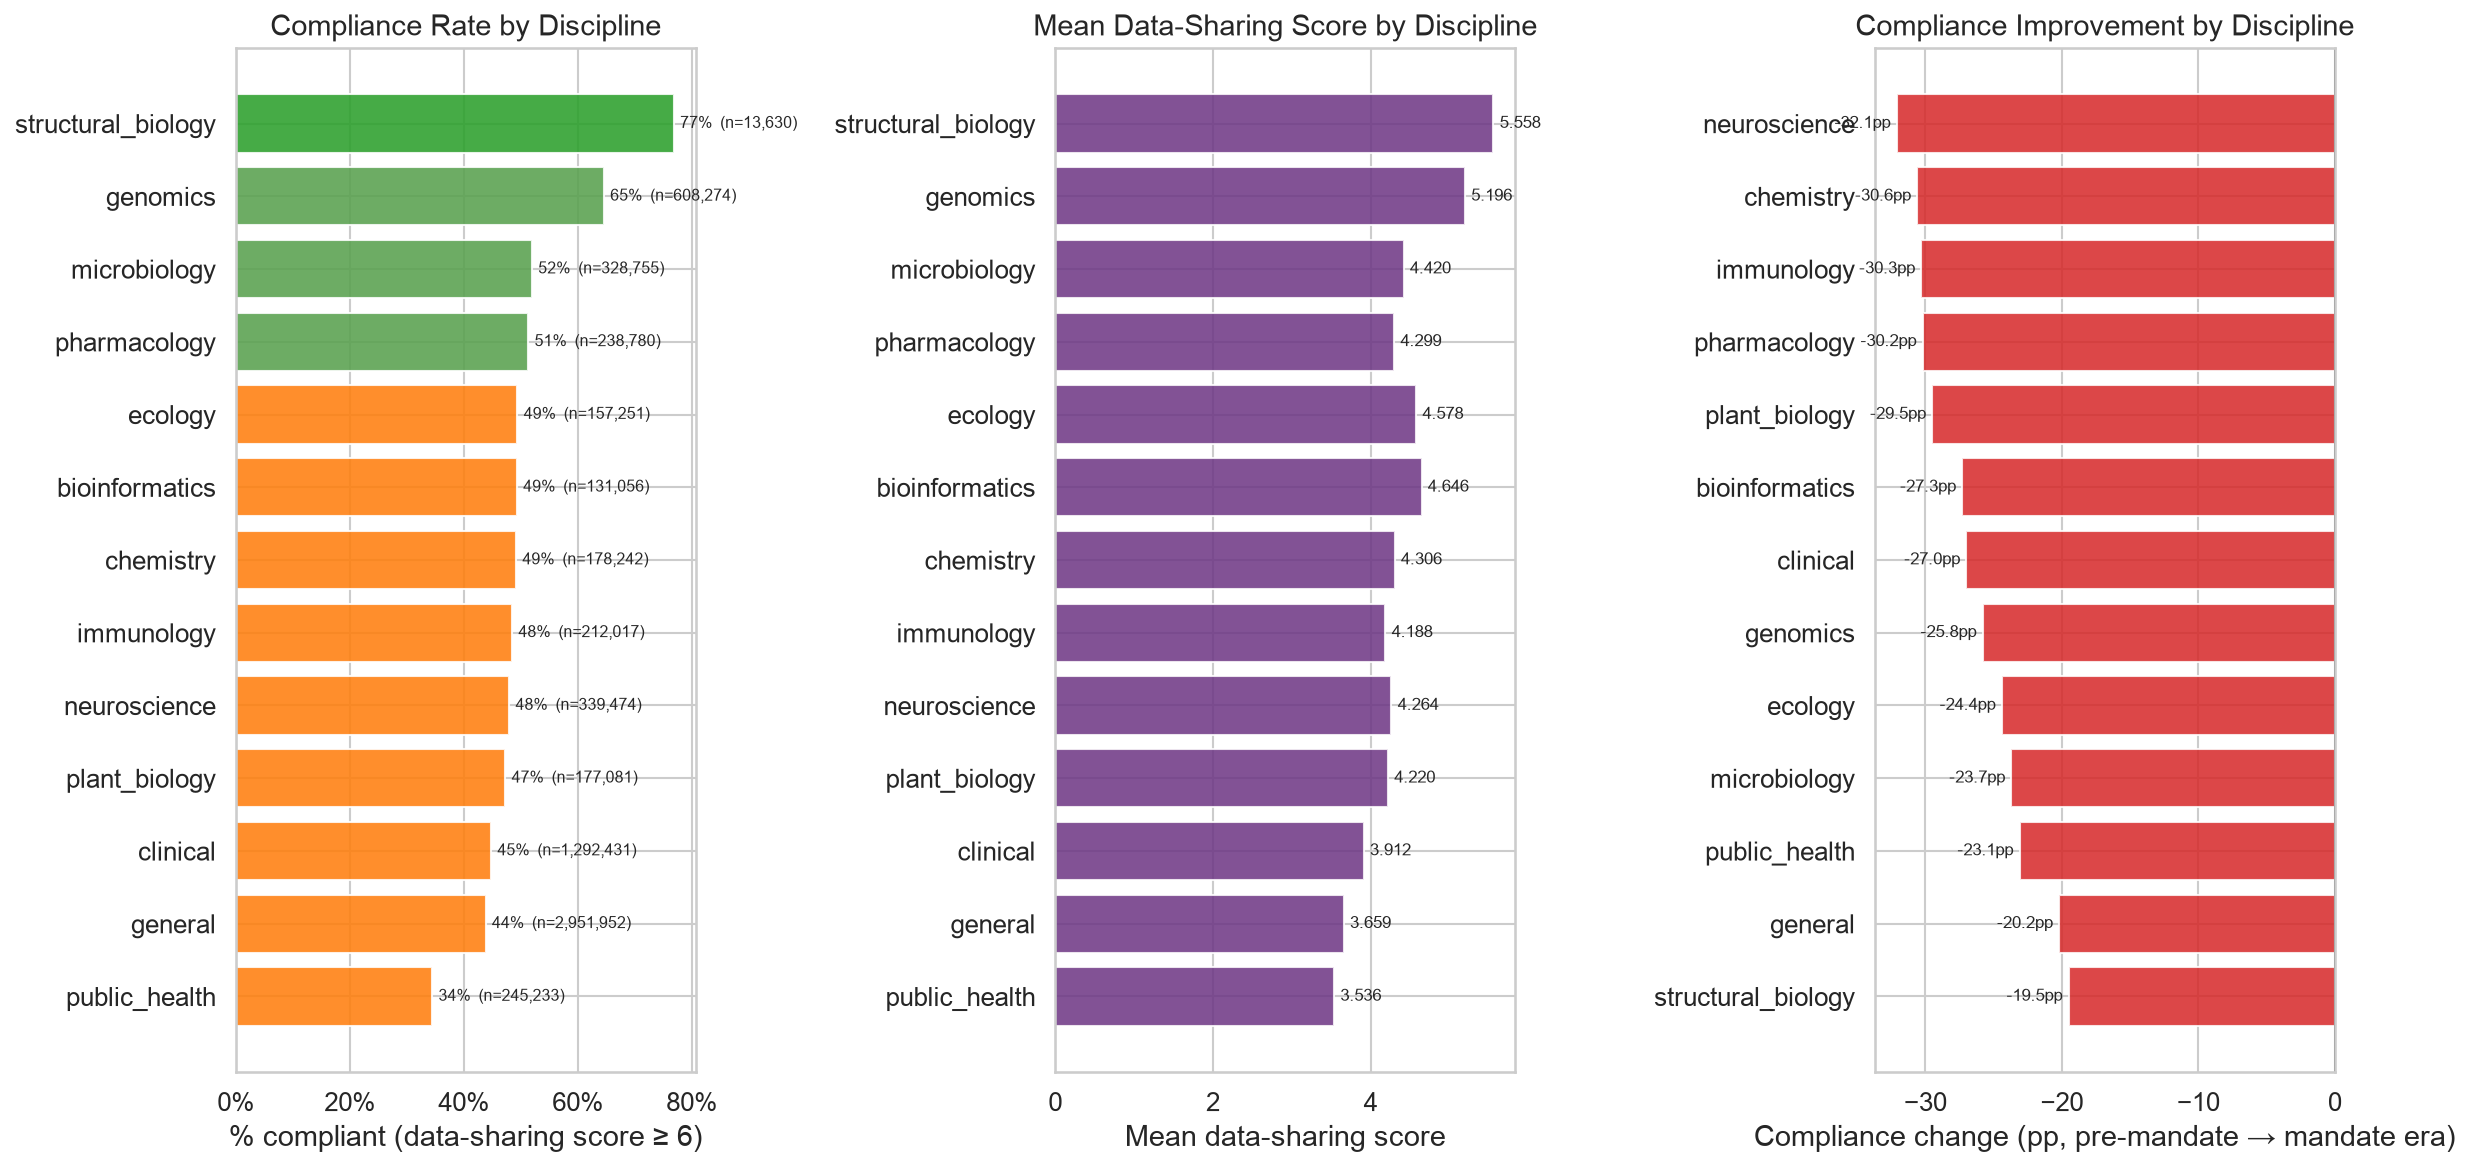 Compliance Rate by Discipline
structural_biology 77% (n=13,630)
genomics 65% (n=608,274)
microbiology 52% (n=328,755)
pharmacology 51% (n=238,780)
ecology 49% (n=157,251)
bioinformatics 49% (n=131,056)
chemistry 49% (n=178,242)
immunology 48% (n=212,017)
neuroscience 48% (n=339,474)
plant_biology 47% (n=177,081)
clinical 45% (n=1,292,431)
general 44% (n=2,951,952)
public_health 34% (n=245,233)
0% 20% 40% 60% 80%
% compliant (data-sharing score ≥ 6)
Mean Data-Sharing Score by Discipline
structural_biology 5.558
genomics 5.196
microbiology 4.420
pharmacology 4.299
ecology 4.578
bioinformatics 4.646
chemistry 4.306
immunology 4.188
neuroscience 4.264
plant_biology 4.220
clinical 3.912
general 3.659
public_health 3.536
0 2 4
Mean data-sharing score
Compliance Improvement by Discipline
neuroscience -32.1pp
chemistry -30.6pp
immunology -30.3pp
pharmacology -30.2pp
plant_biology -29.5pp
bioinformatics -27.3pp
clinical -27.0pp
genomics -25.8pp
ecology -24.4pp
microbiology -23.7pp
public_health -23.1pp
general -20.2pp
structural_biology -19.5pp
−30 −20 −10 0
Compliance change (pp, pre-mandate → mandate era)